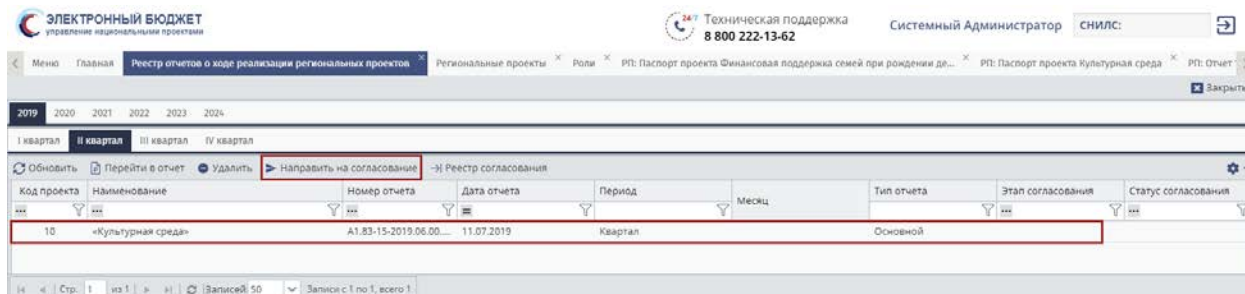 ЭЛЕКТРОННЫЙ БЮДЖЕТ
управление национальными проектами
24/7 Техническая поддержка
8 800 222-13-62
Системный Администратор
СНИЛС:
Меню Главная Реестр отчетов о ходе реализации региональных проектов Региональные проекты Роли РП: Паспорт проекта Финансовая поддержка семей при рождении де... РП: Паспорт проекта Культурная среда РП: Отчет
Закрыть
2019 2020 2021 2022 2023 2024
I квартал II квартал III квартал IV квартал
Обновить Перейти в отчет Удалить Направить на согласование Реестр согласования
Код проекта Наименование Номер отчета Дата отчета Период Месяц Тип отчета Этап согласования Статус согласования
10 «Культурная среда» А1.83-15-2019.06.00.... 11.07.2019 Квартал Основной
Стр. 1 из 1 Записей 50 Записи с 1 по 1, всего 1